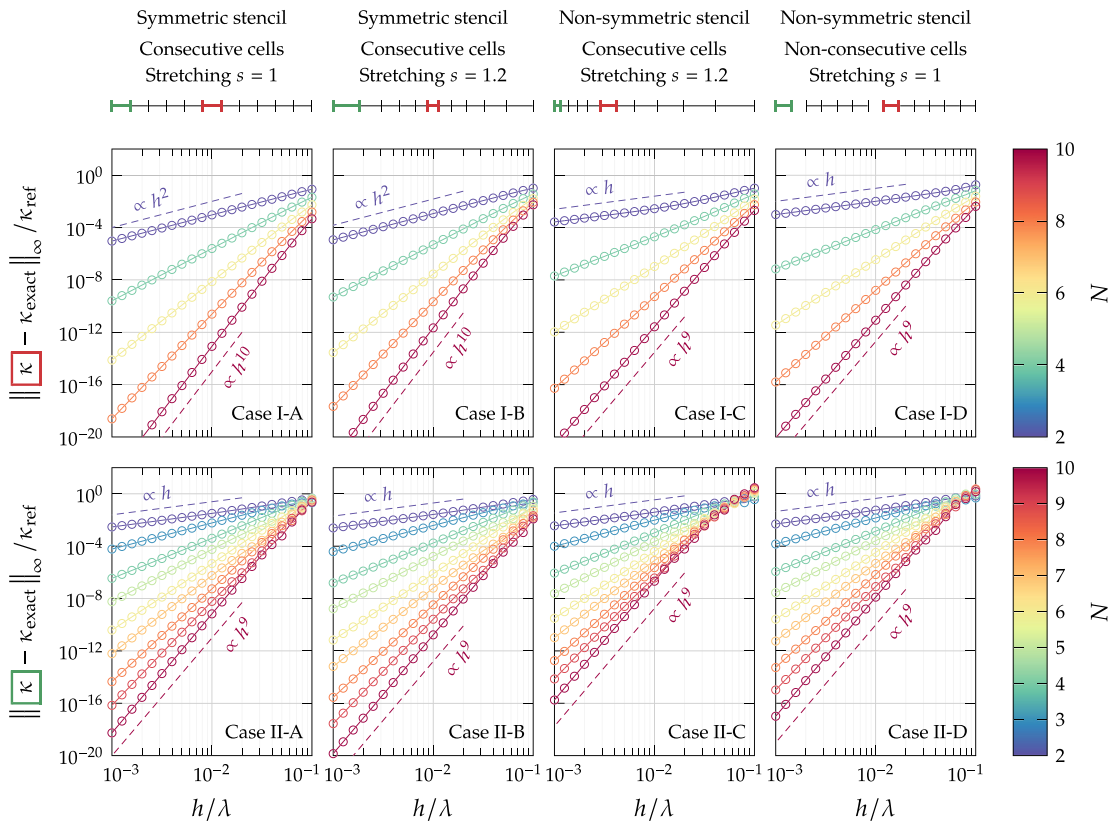 Symmetric stencil
Consecutive cells
Stretching s = 1
Symmetric stencil
Consecutive cells
Stretching s = 1.2
Non-symmetric stencil
Consecutive cells
Stretching s = 1.2
Non-symmetric stencil
Non-consecutive cells
Stretching s = 1
‖ κ − κ_exact ‖_∞ / κ_ref
10^0
10^−4
10^−8
10^−12
10^−16
10^−20
∝ h^2
∝ h^10
Case I-A
∝ h^2
∝ h^10
Case I-B
∝ h
∝ h^9
Case I-C
∝ h
∝ h^9
Case I-D
10
8
6
4
2
N
‖ κ − κ_exact ‖_∞ / κ_ref
10^0
10^−4
10^−8
10^−12
10^−16
10^−20
∝ h
∝ h^9
Case II-A
∝ h
∝ h^9
Case II-B
∝ h
∝ h^9
Case II-C
∝ h
∝ h^9
Case II-D
10
9
8
7
6
5
4
3
2
N
10^−3 10^−2 10^−1
10^−3 10^−2 10^−1
10^−3 10^−2 10^−1
10^−3 10^−2 10^−1
h/λ
h/λ
h/λ
h/λ